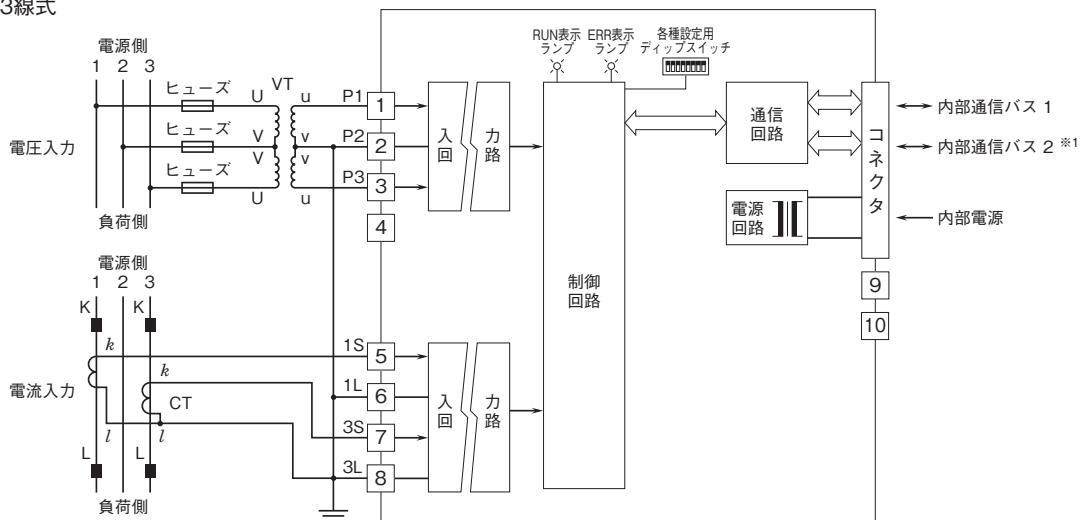 3線式
電源側
1 2 3
ヒューズ
ヒューズ
ヒューズ
電圧入力
負荷側
VT
U u
V v
V v
U u
P1
P2
P3
1
2
3
4
入力
回路
RUN表示
ランプ
ERR表示
ランプ
各種設定用
ディップスイッチ
制御
回路
通信
回路
電源
回路
コネクタ
内部通信バス 1
内部通信バス 2 ※1
内部電源
9
10
電源側
1 2 3
K K
k
k
電流入力
CT
l l
L L
負荷側
1S
1L
3S
3L
5
6
7
8
入力
回路